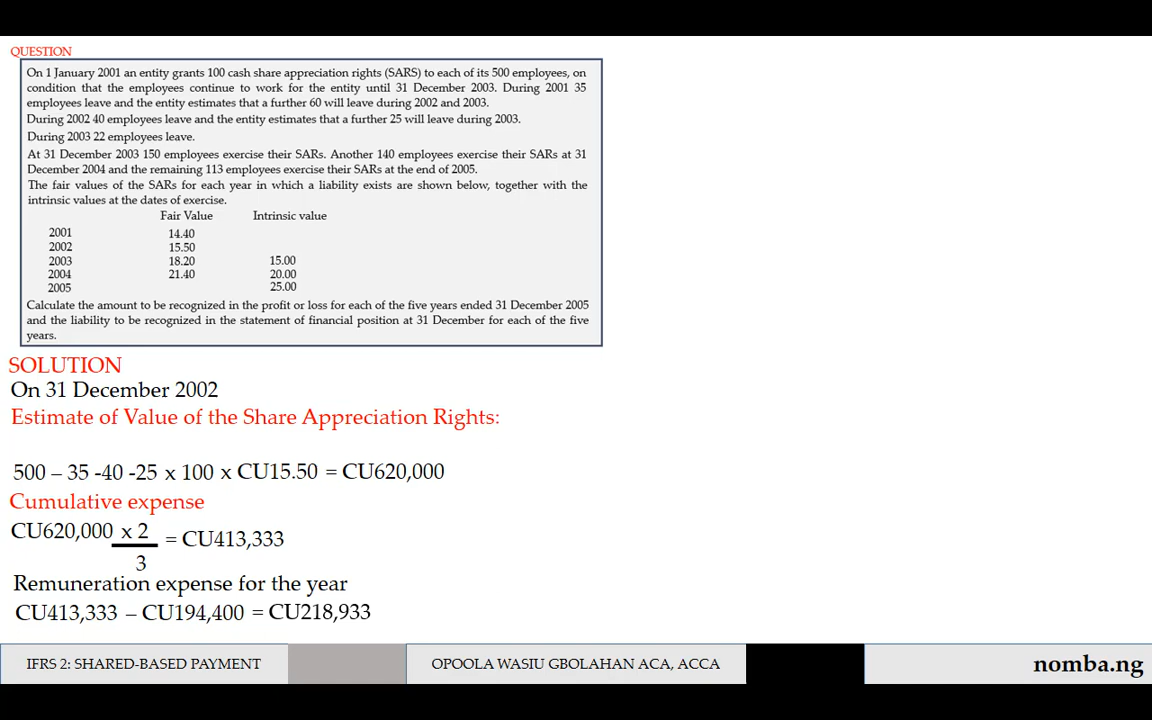 QUESTION
On 1 January 2001 an entity grants 100 cash share appreciation rights (SARS) to each of its 500 employees, on
condition that the employees continue to work for the entity until 31 December 2003. During 2001 35
employees leave and the entity estimates that a further 60 will leave during 2002 and 2003.
During 2002 40 employees leave and the entity estimates that a further 25 will leave during 2003.
During 2003 22 employees leave.
At 31 December 2003 150 employees exercise their SARs. Another 140 employees exercise their SARs at 31
December 2004 and the remaining 113 employees exercise their SARs at the end of 2005.
The fair values of the SARs for each year in which a liability exists are shown below, together with the
intrinsic values at the dates of exercise.
Fair Value Intrinsic value
2001 14.40
2002 15.50
2003 18.20 15.00
2004 21.40 20.00
2005 25.00
Calculate the amount to be recognized in the profit or loss for each of the five years ended 31 December 2005
and the liability to be recognized in the statement of financial position at 31 December for each of the five
years.
SOLUTION
On 31 December 2002
Estimate of Value of the Share Appreciation Rights:
500 – 35 -40 -25 x 100 x CU15.50 = CU620,000
Cumulative expense
CU620,000 x 2 = CU413,333
3
Remuneration expense for the year
CU413,333 – CU194,400 = CU218,933
IFRS 2: SHARED-BASED PAYMENT OPOOLA WASIU GBOLAHAN ACA, ACCA nomba.ng